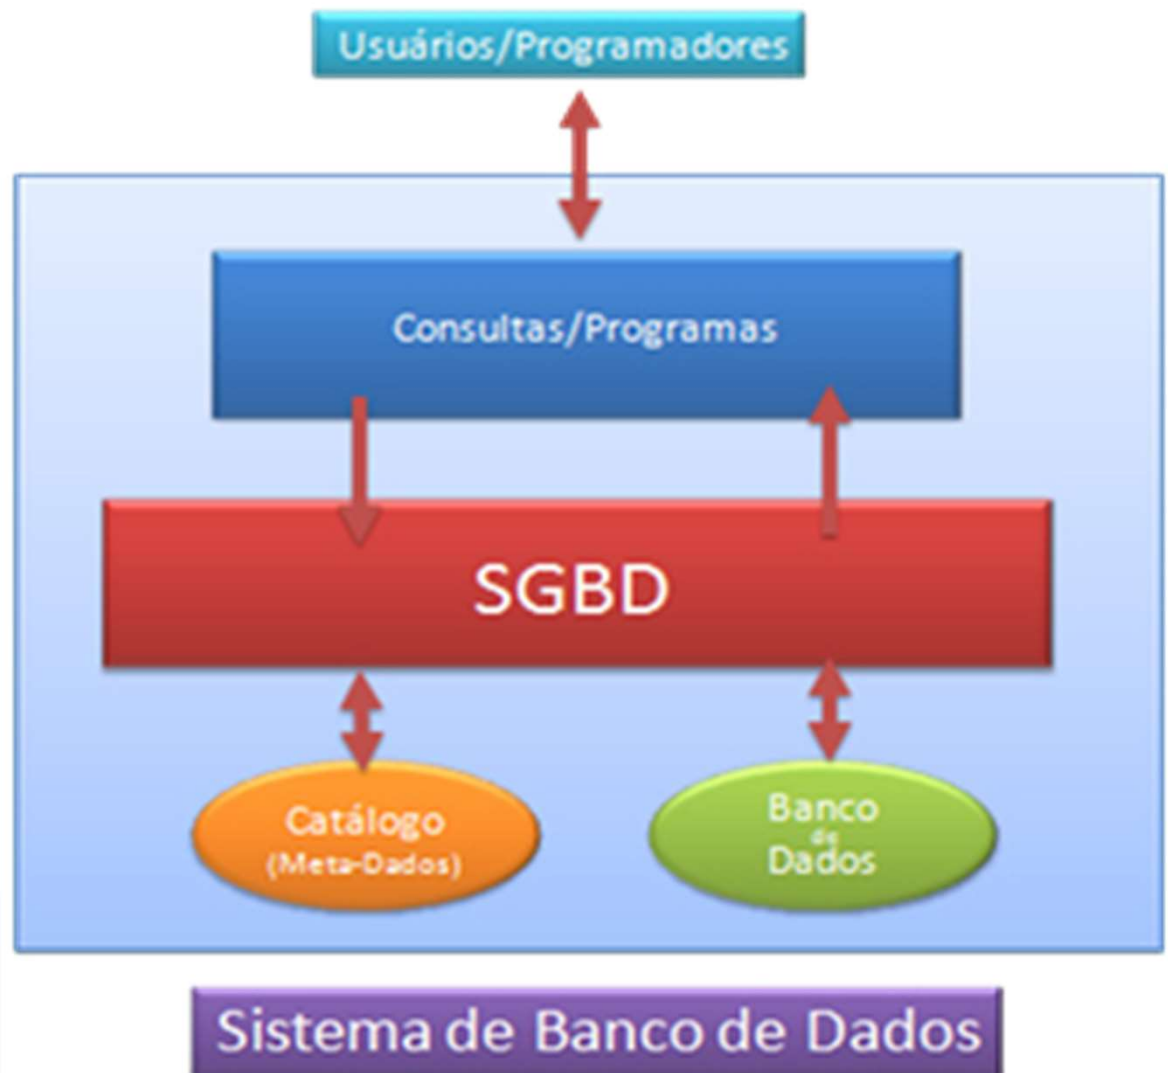 Usuários/Programadores
Consultas/Programas
SGBD
Catálogo
(Meta-Dados)
Banco
de
Dados
Sistema de Banco de Dados